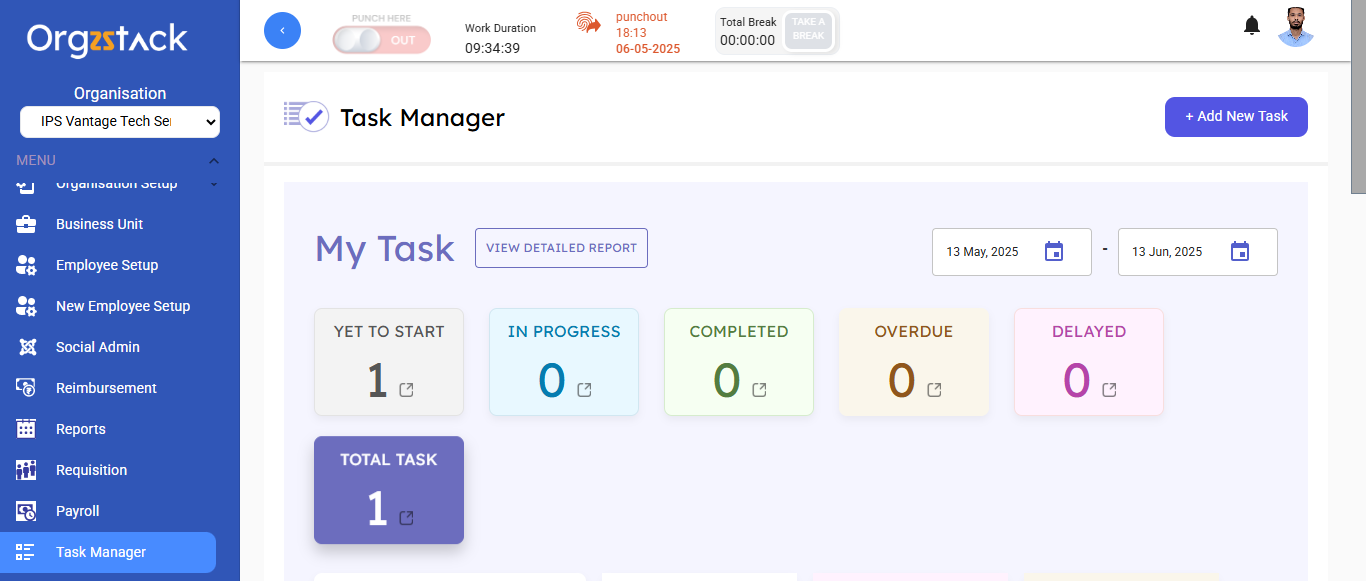 Orgzstack
Organisation
IPS Vantage Tech Ser
MENU
Organisation Setup
Business Unit
Employee Setup
New Employee Setup
Social Admin
Reimbursement
Reports
Requisition
Payroll
Task Manager
PUNCH HERE
OUT
Work Duration
09:34:39
punchout
18:13
06-05-2025
Total Break
00:00:00
TAKE A
BREAK
Task Manager
+ Add New Task
My Task
VIEW DETAILED REPORT
13 May, 2025
-
13 Jun, 2025
YET TO START
1
IN PROGRESS
0
COMPLETED
0
OVERDUE
0
DELAYED
0
TOTAL TASK
1